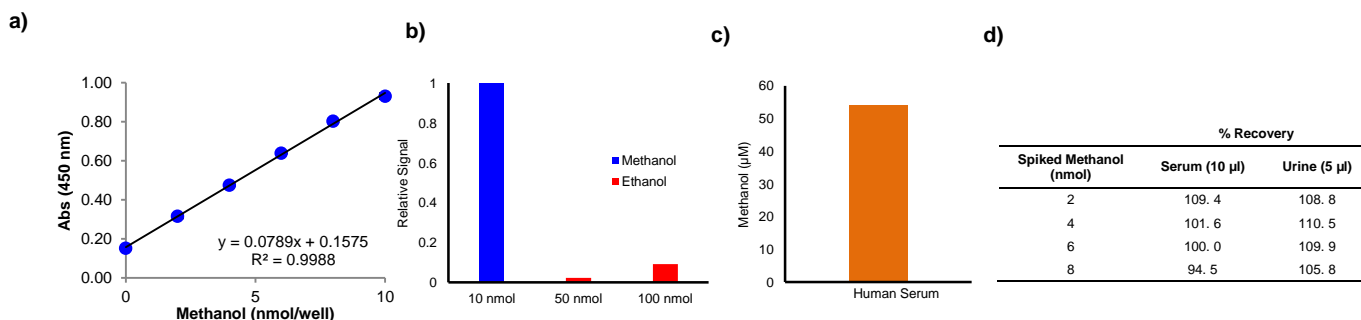 a)
1.00
0.80
0.60
0.40
0.20
0.00
Abs (450 nm)
y = 0.0789x + 0.1575
R² = 0.9988
0 5 10
Methanol (nmol/well)
b)
1
0.8
0.6
0.4
0.2
0
Relative Signal
Methanol
Ethanol
10 nmol 50 nmol 100 nmol
c)
60
50
40
30
20
10
0
Methanol (µM)
Human Serum
d)
% Recovery
Spiked Methanol (nmol) Serum (10 µl) Urine (5 µl)
2 109. 4 108. 8
4 101. 6 110. 5
6 100. 0 109. 9
8 94. 5 105. 8